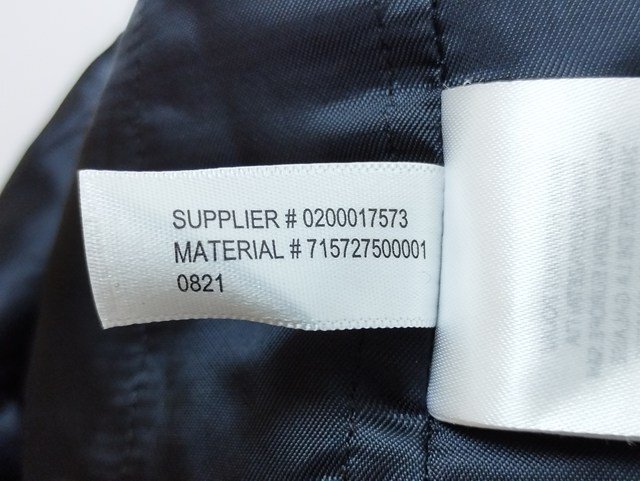 SUPPLIER # 0200017573
MATERIAL # 715727500001
0821